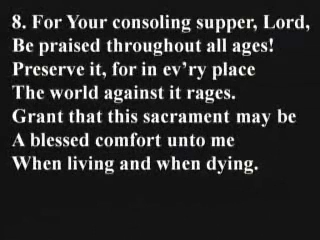 8. For Your consoling supper, Lord,
Be praised throughout all ages!
Preserve it, for in ev'ry place
The world against it rages.
Grant that this sacrament may be
A blessed comfort unto me
When living and when dying.